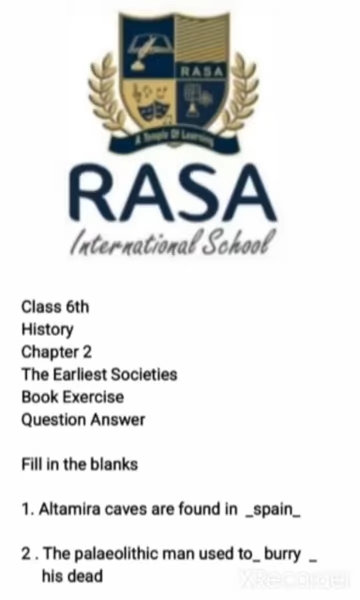 RASA
A Temple Of Learning
RASA
International School
Class 6th
History
Chapter 2
The Earliest Societies
Book Exercise
Question Answer
Fill in the blanks
1. Altamira caves are found in _spain_
2 . The palaeolithic man used to_ burry _
his dead
XRecorder